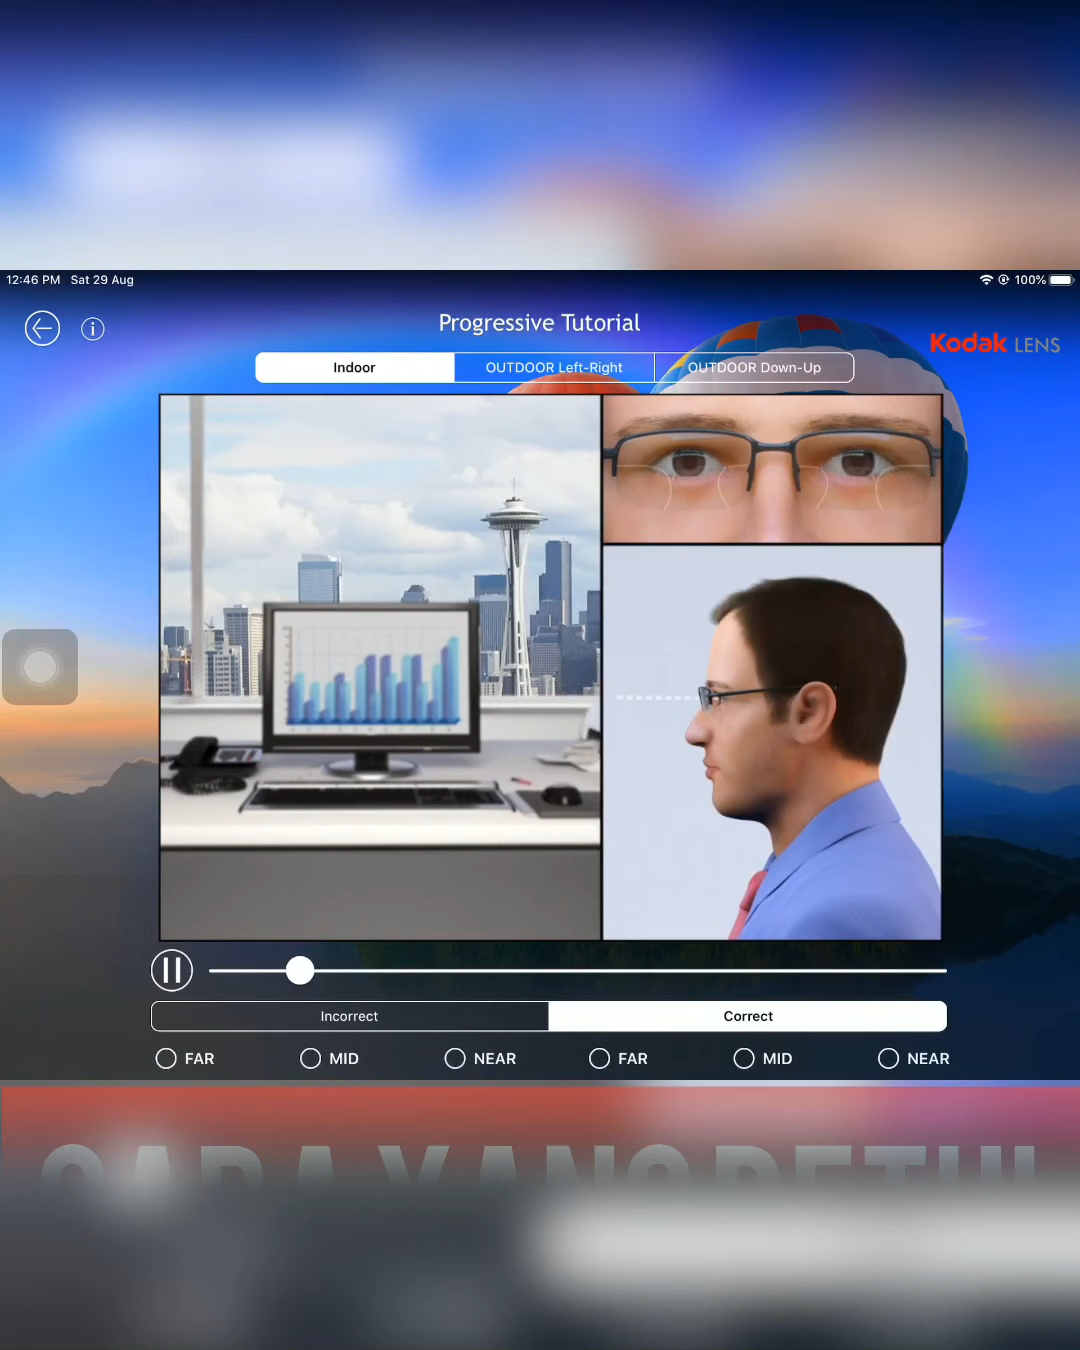 12:46 PM Sat 29 Aug
100%
Progressive Tutorial
Kodak LENS
Indoor
OUTDOOR Left-Right
OUTDOOR Down-Up
Incorrect
Correct
FAR
MID
NEAR
FAR
MID
NEAR